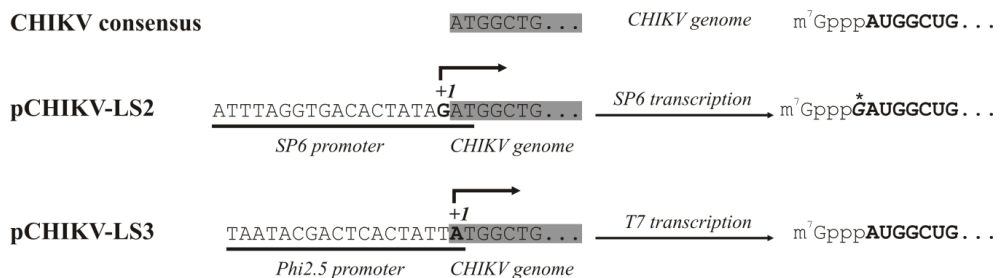 CHIKV consensus ATGGCTG... CHIKV genome m⁷GpppAUGGCUG...
+1
*
pCHIKV-LS2 ATTTAGGTGACACTATAGATGGCTG... SP6 transcription m⁷GpppGAUGGCUG...
SP6 promoter CHIKV genome
+1
pCHIKV-LS3 TAATACGACTCACTATTATGGCTG... T7 transcription m⁷GpppAUGGCUG...
Phi2.5 promoter CHIKV genome